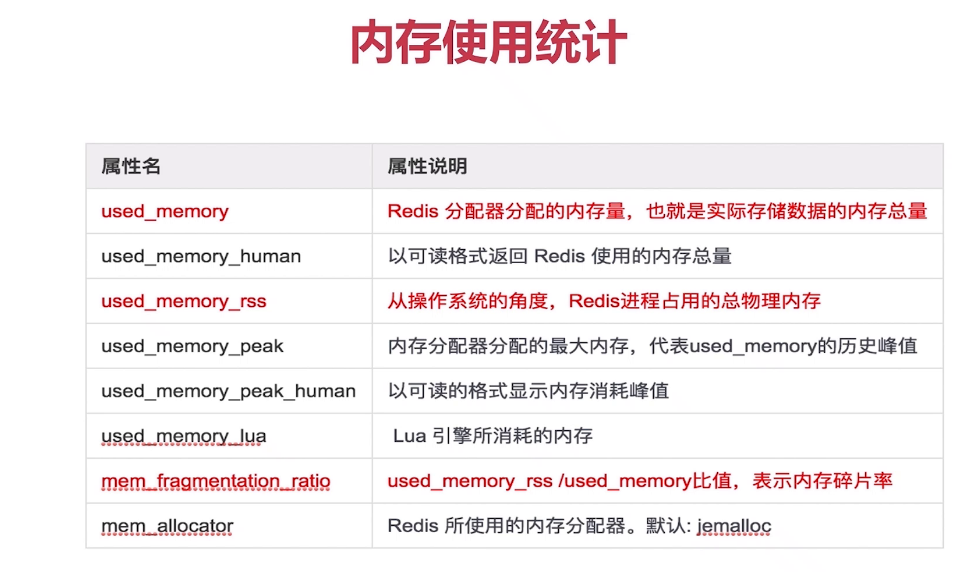 内存使用统计
属性名 属性说明
used_memory Redis 分配器分配的内存量，也就是实际存储数据的内存总量
used_memory_human 以可读格式返回 Redis 使用的内存总量
used_memory_rss 从操作系统的角度，Redis进程占用的总物理内存
used_memory_peak 内存分配器分配的最大内存，代表used_memory的历史峰值
used_memory_peak_human 以可读的格式显示内存消耗峰值
used_memory_lua Lua 引擎所消耗的内存
mem_fragmentation_ratio used_memory_rss /used_memory比值，表示内存碎片率
mem_allocator Redis 所使用的内存分配器。默认: jemalloc